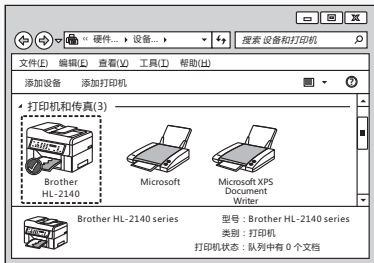 « 硬件... 设备...
搜索 设备和打印机
文件(F) 编辑(E) 查看(V) 工具(T) 帮助(H)
添加设备 添加打印机
打印机和传真(3)
Brother
HL-2140
Microsoft
Microsoft XPS
Document
Writer
Brother HL-2140 series
型号：Brother HL-2140 series
类别：打印机
打印机状态：队列中有 0 个文档